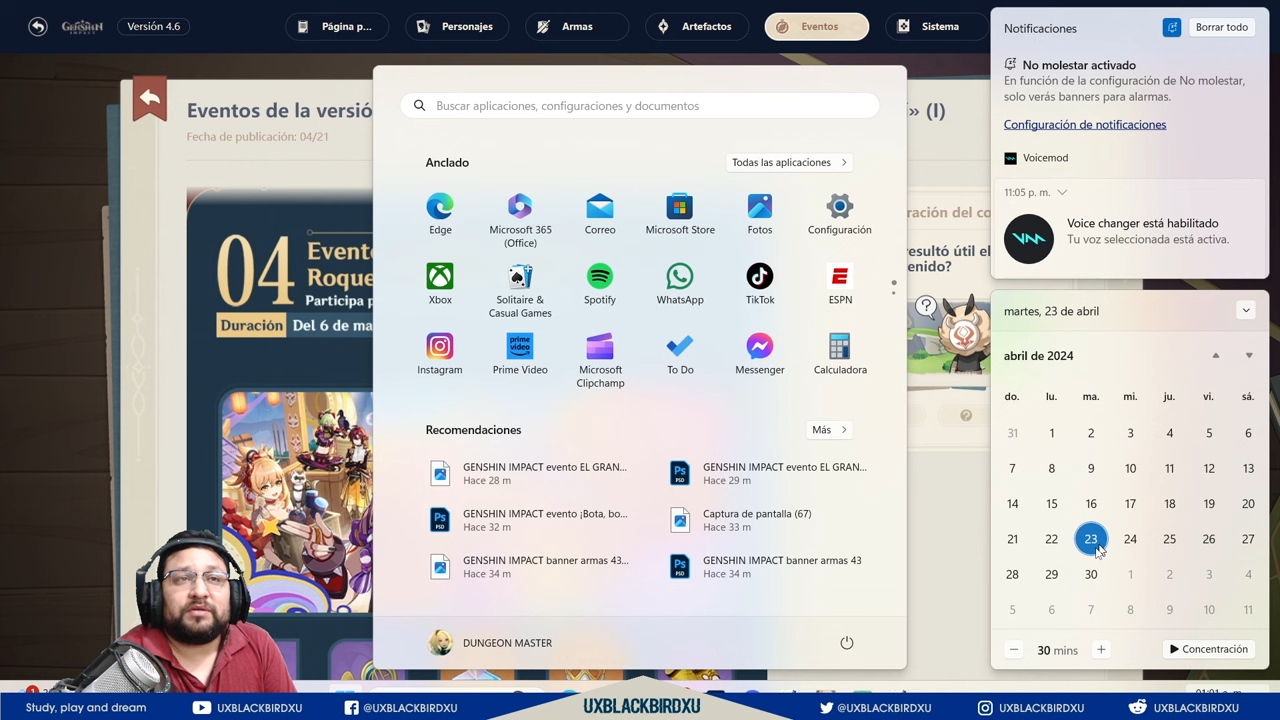 GENSHIN IMPACT
Versión 4.6
Página p...
Personajes
Armas
Artefactos
Eventos
Sistema
Eventos de la versió
» (I)
Fecha de publicación: 04/21
04
Evento
Roque
Participa p
Duración
Del 6 de ma
ración del co
resultó útil el
enido?
Buscar aplicaciones, configuraciones y documentos
Anclado
Todas las aplicaciones
Edge
Microsoft 365
(Office)
Correo
Microsoft Store
Fotos
Configuración
Xbox
Solitaire &
Casual Games
Spotify
WhatsApp
TikTok
ESPN
Instagram
prime
video
Prime Video
Microsoft
Clipchamp
To Do
Messenger
Calculadora
Recomendaciones
Más
GENSHIN IMPACT evento EL GRAN...
Hace 28 m
GENSHIN IMPACT evento EL GRAN...
Hace 29 m
GENSHIN IMPACT evento ¡Bota, bo...
Hace 32 m
Captura de pantalla (67)
Hace 33 m
GENSHIN IMPACT banner armas 43...
Hace 34 m
GENSHIN IMPACT banner armas 43
Hace 34 m
DUNGEON MASTER
Notificaciones
Borrar todo
No molestar activado
En función de la configuración de No molestar,
solo verás banners para alarmas.
Configuración de notificaciones
Voicemod
11:05 p. m.
Voice changer está habilitado
Tu voz seleccionada está activa.
martes, 23 de abril
abril de 2024
do. lu. ma. mi. ju. vi. sá.
31 1 2 3 4 5 6
7 8 9 10 11 12 13
14 15 16 17 18 19 20
21 22 23 24 25 26 27
28 29 30 1 2 3 4
5 6 7 8 9 10 11
30 mins
Concentración
Study, play and dream
UXBLACKBIRDXU
@UXBLACKBIRDXU
UXBLACKBIRDXU
@UXBLACKBIRDXU
UXBLACKBIRDXU
UXBLACKBIRDXU